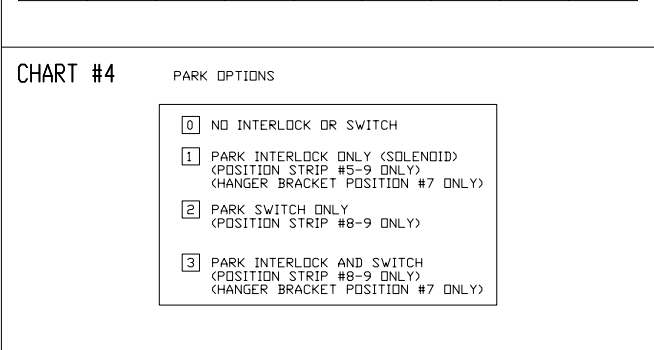 CHART #4
PARK OPTIONS
0 NO INTERLOCK OR SWITCH
1 PARK INTERLOCK ONLY (SOLENOID)
(POSITION STRIP #5-9 ONLY)
(HANGER BRACKET POSITION #7 ONLY)
2 PARK SWITCH ONLY
(POSITION STRIP #8-9 ONLY)
3 PARK INTERLOCK AND SWITCH
(POSITION STRIP #8-9 ONLY)
(HANGER BRACKET POSITION #7 ONLY)